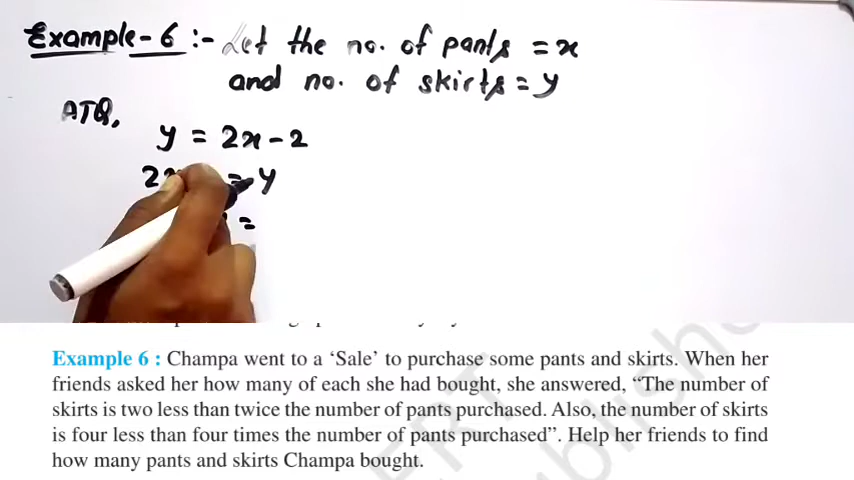 Example-6 :- Let the no. of pants = x
and no. of skirts = y
ATQ,
y = 2x - 2
= y
=
Example 6 : Champa went to a ‘Sale’ to purchase some pants and skirts. When her
friends asked her how many of each she had bought, she answered, “The number of
skirts is two less than twice the number of pants purchased. Also, the number of skirts
is four less than four times the number of pants purchased”. Help her friends to find
how many pants and skirts Champa bought.